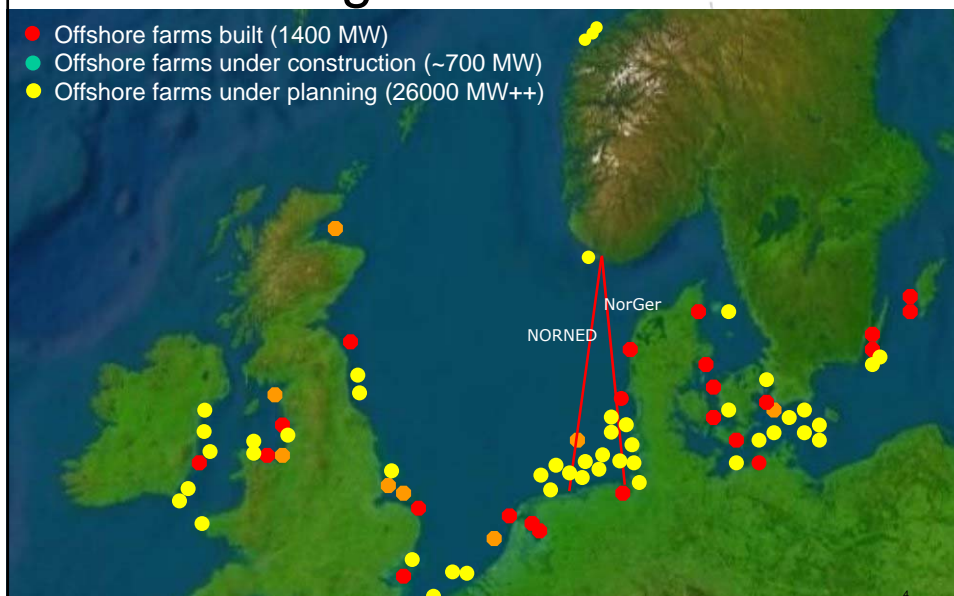 Offshore farms built (1400 MW)
Offshore farms under construction (~700 MW)
Offshore farms under planning (26000 MW++)
NorGer
NORNED